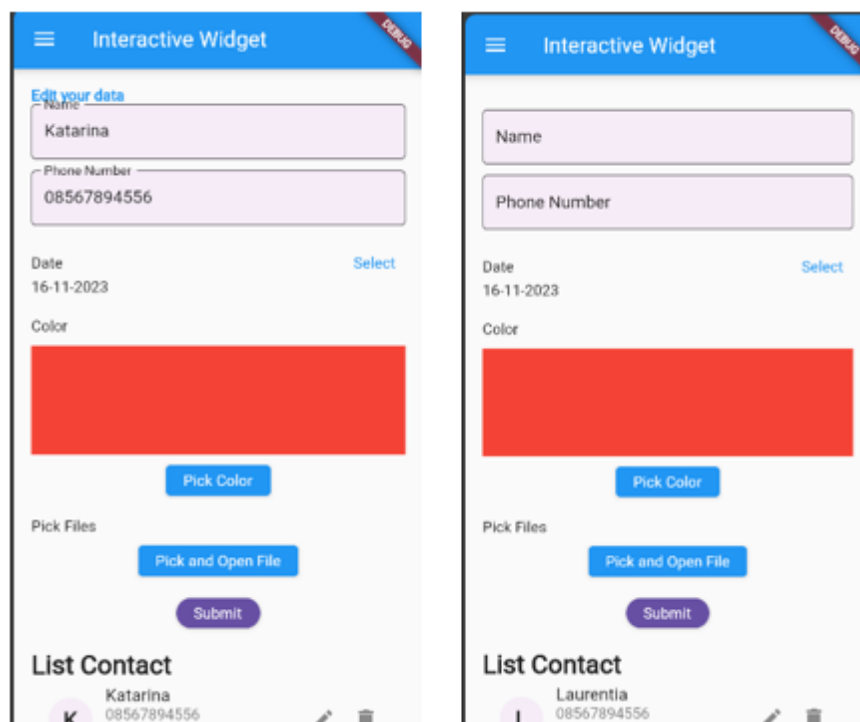 Interactive Widget
DEBUG
Edit your data
Name
Katarina
Phone Number
08567894556
Date
Select
16-11-2023
Color
Pick Color
Pick Files
Pick and Open File
Submit
List Contact
Katarina
K
08567894556
Interactive Widget
DEBUG
Name
Phone Number
Date
Select
16-11-2023
Color
Pick Color
Pick Files
Pick and Open File
Submit
List Contact
Laurentia
L
08567894556